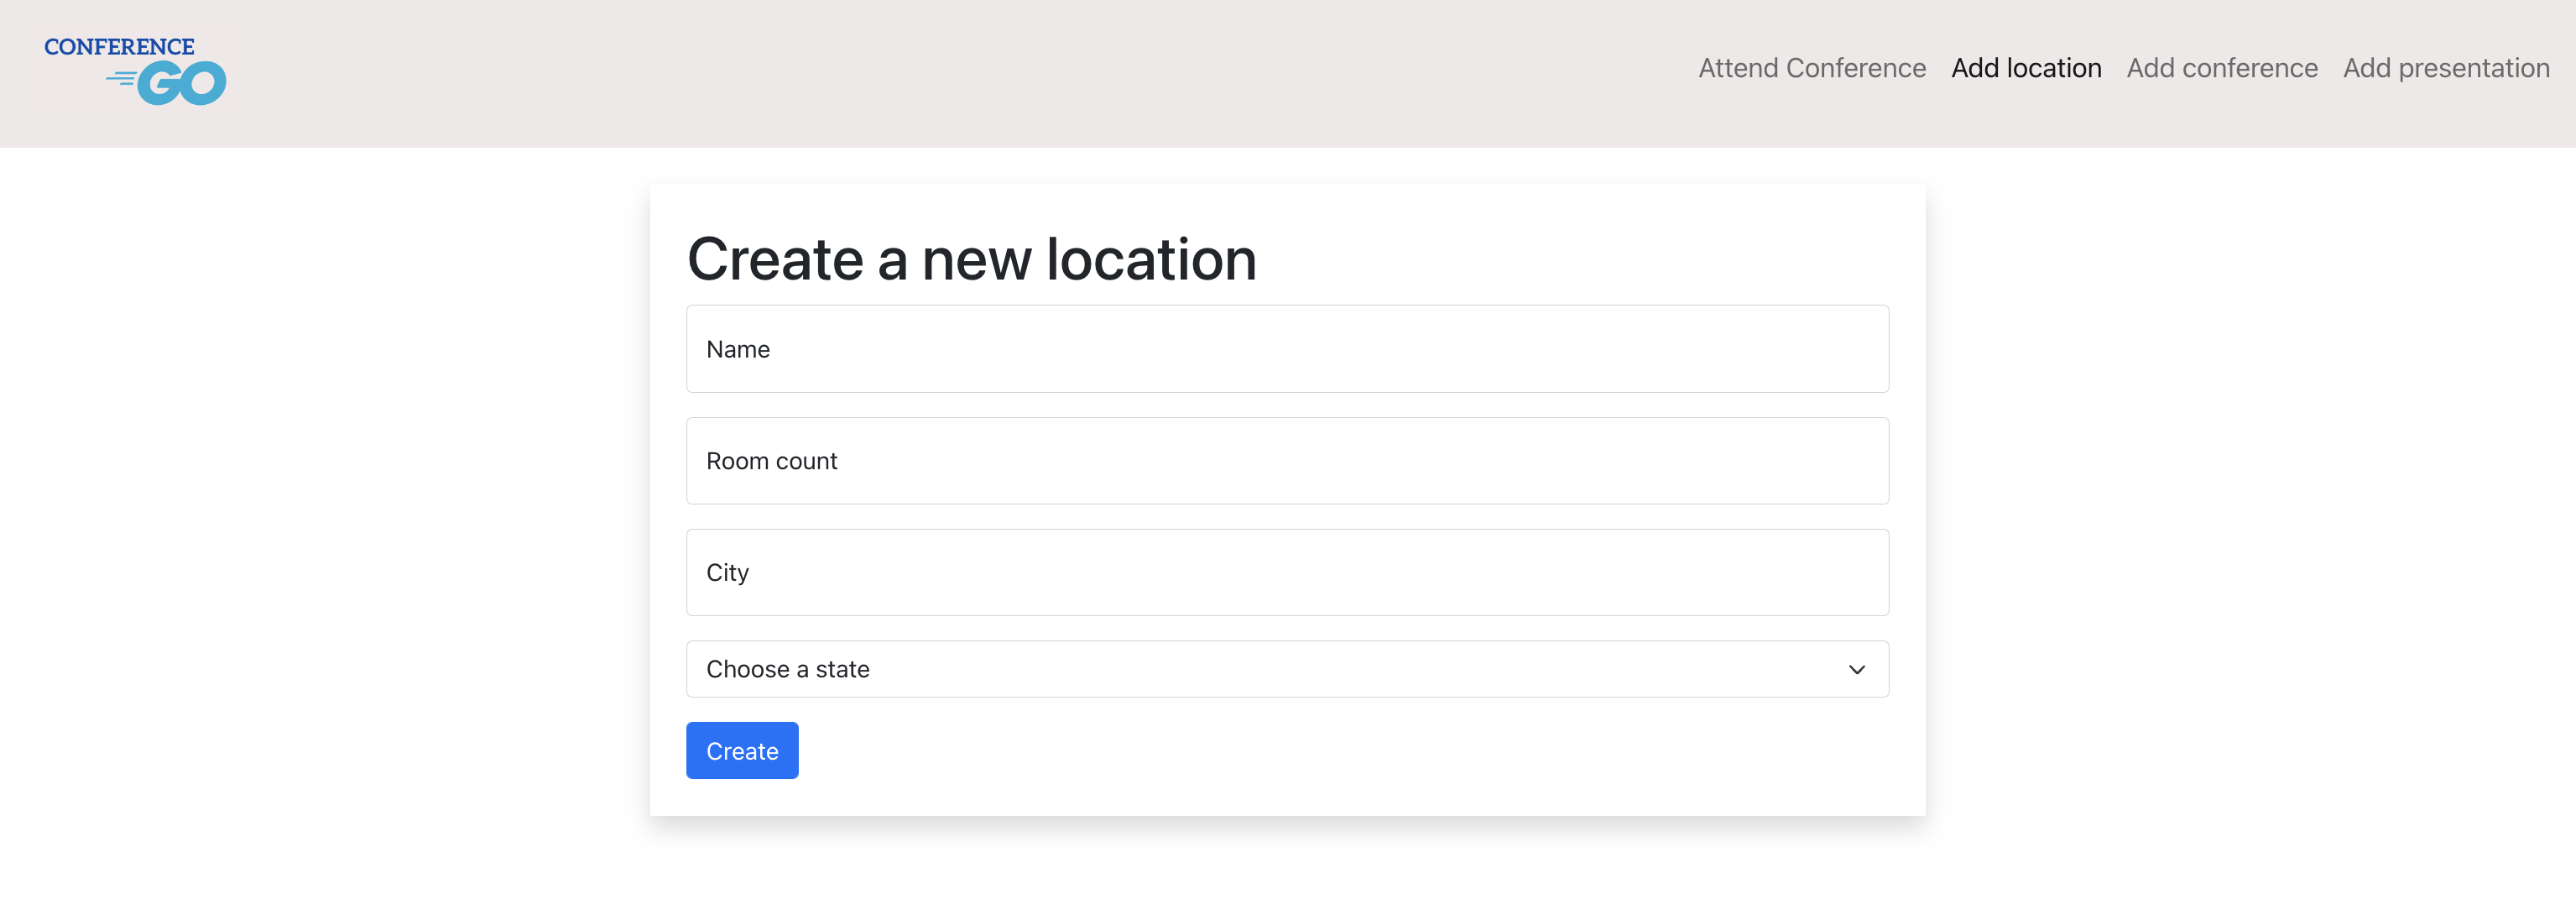 CONFERENCE
GO
Attend Conference Add location Add conference Add presentation
Create a new location
Name
Room count
City
Choose a state
Create